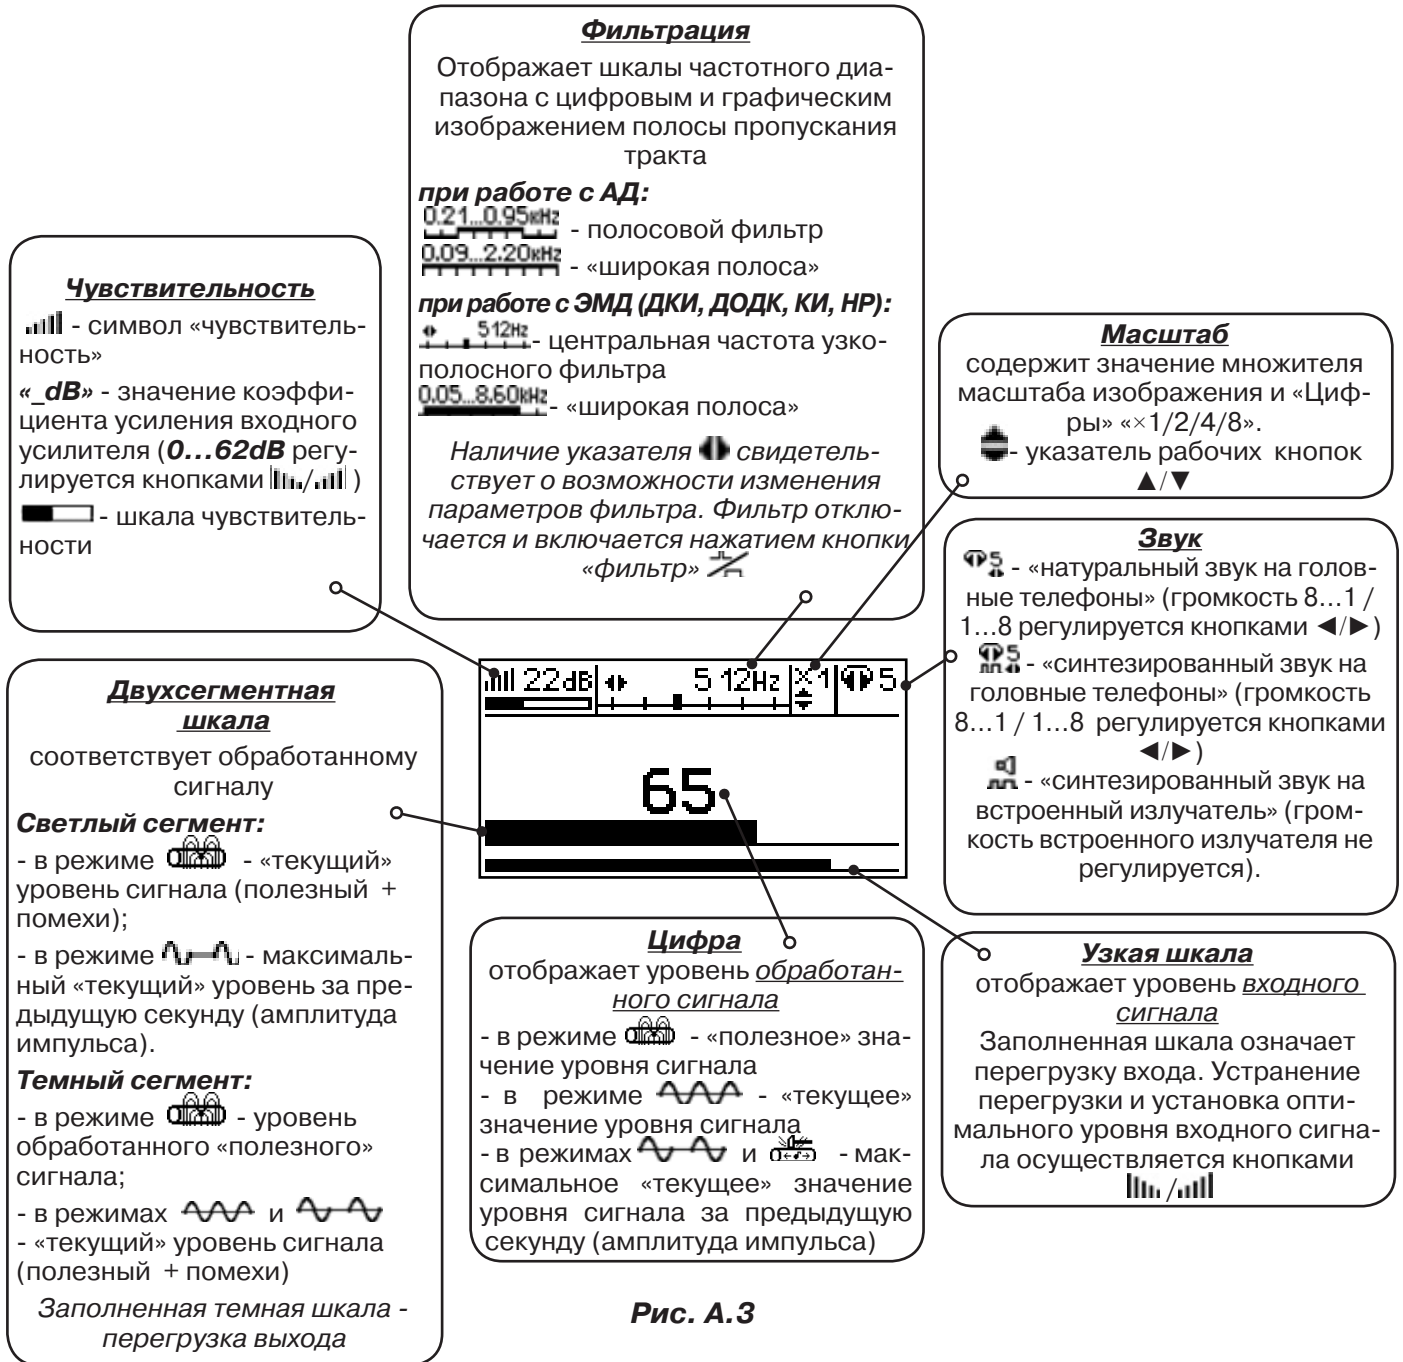 Фильтрация
Отображает шкалы частотного диа-
пазона с цифровым и графическим
изображением полосы пропускания
тракта
при работе с АД:
0.21...0.95кHz - полосовой фильтр
0.09...2.20кHz - «широкая полоса»
при работе с ЭМД (ДКИ, ДОДК, КИ, НР):
512Hz - центральная частота узко-
полосного фильтра
0.05...8.60kHz - «широкая полоса»
Наличие указателя свидетель-
ствует о возможности изменения
параметров фильтра. Фильтр отклю-
чается и включается нажатием кнопки
«фильтр»
Чувствительность
- символ «чувствитель-
ность»
«_dB» - значение коэффи-
циента усиления входного
усилителя (0...62dB регу-
лируется кнопками / )
- шкала чувствитель-
ности
Масштаб
содержит значение множителя
масштаба изображения и «Циф-
ры» «×1/2/4/8».
- указатель рабочих кнопок
▲/▼
Звук
5 - «натуральный звук на голов-
ные телефоны» (громкость 8...1 /
1...8 регулируется кнопками ◄/►)
5 - «синтезированный звук на
головные телефоны» (громкость
8...1 / 1...8 регулируется кнопками
◄/►)
- «синтезированный звук на
встроенный излучатель» (гром-
кость встроенного излучателя не
регулируется).
Двухсегментная
шкала
соответствует обработанному
сигналу
Светлый сегмент:
- в режиме - «текущий»
уровень сигнала (полезный +
помехи);
- в режиме - максималь-
ный «текущий» уровень за пре-
дыдущую секунду (амплитуда
импульса).
Темный сегмент:
- в режиме - уровень
обработанного «полезного»
сигнала;
- в режимах и
- «текущий» уровень сигнала
(полезный + помехи)
Заполненная темная шкала -
перегрузка выхода
22dB 512Hz X1 5
65
Цифра
отображает уровень обработан-
ного сигнала
- в режиме - «полезное» зна-
чение уровня сигнала
- в режиме - «текущее»
значение уровня сигнала
- в режимах и - мак-
симальное «текущее» значение
уровня сигнала за предыдущую
секунду (амплитуда импульса)
Узкая шкала
отображает уровень входного
сигнала
Заполненная шкала означает
перегрузку входа. Устранение
перегрузки и установка опти-
мального уровня входного сигна-
ла осуществляется кнопками
/
Рис. А.3